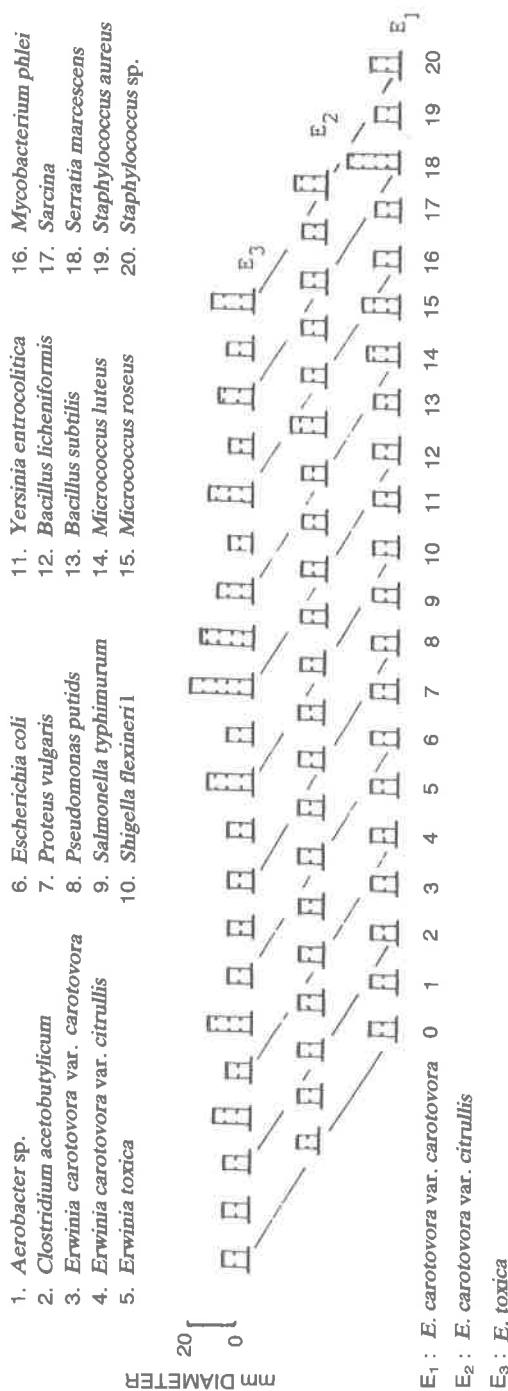 1. Aerobacter sp.
2. Clostridium acetobutylicum
3. Erwinia carotovora var. carotovora
4. Erwinia carotovora var. citrullis
5. Erwinia toxica
6. Escherichia coli
7. Proteus vulgaris
8. Pseudomonas putids
9. Salmonella typhimurum
10. Shigella flexineri 1
11. Yersinia entrocolitica
12. Bacillus licheniformis
13. Bacillus subtilis
14. Micrococcus luteus
15. Micrococcus roseus
16. Mycobacterium phlei
17. Sarcina
18. Serratia marcescens
19. Staphylococcus aureus
20. Staphylococcus sp.
mm DIAMETER
20
0
E3
E2
E1
0 1 2 3 4 5 6 7 8 9 10 11 12 13 14 15 16 17 18 19 20
E1 : E. carotovora var. carotovora
E2 : E. carotovora var. citrullis
E3 : E. toxica